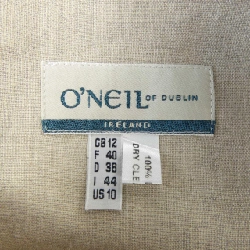 O'NEIL OF DUBLIN
IRELAND
GB 12
F 40
D 38
I 44
US 10
100%
DRY CLE